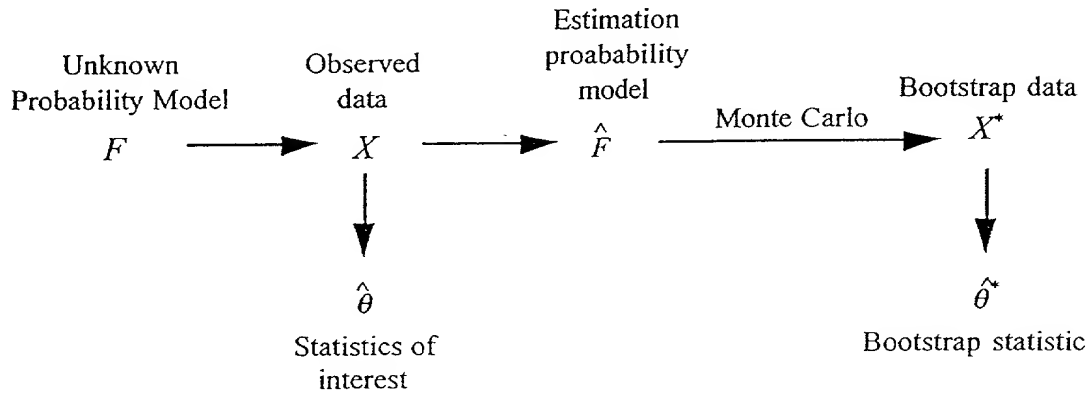 Unknown
Probability Model
F
Observed
data
X
Estimation
proabability
model
F̂
Monte Carlo
Bootstrap data
X*
θ̂
Statistics of
interest
θ̂*
Bootstrap statistic